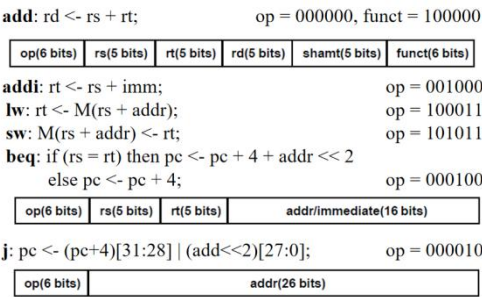 add: rd <- rs + rt; op = 000000, funct = 100000
op(6 bits) rs(5 bits) rt(5 bits) rd(5 bits) shamt(5 bits) funct(6 bits)
addi: rt <- rs + imm; op = 001000
lw: rt <- M(rs + addr); op = 100011
sw: M(rs + addr) <- rt; op = 101011
beq: if (rs = rt) then pc <- pc + 4 + addr << 2
else pc <- pc + 4; op = 000100
op(6 bits) rs(5 bits) rt(5 bits) addr/immediate(16 bits)
j: pc <- (pc+4)[31:28] | (add<<2)[27:0]; op = 000010
op(6 bits) addr(26 bits)